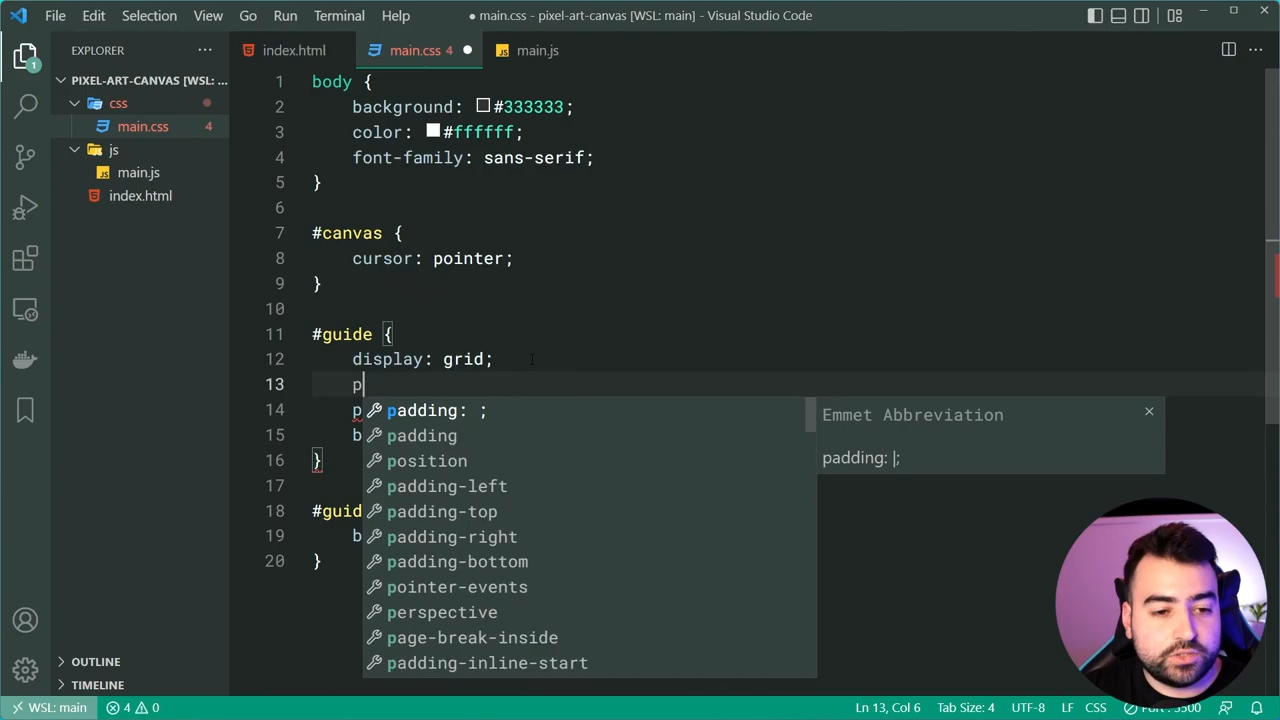 File Edit Selection View Go Run Terminal Help
● main.css - pixel-art-canvas [WSL: main] - Visual Studio Code
EXPLORER
1
PIXEL-ART-CANVAS [WSL: ...
css
main.css 4
js
main.js
index.html
OUTLINE
TIMELINE
index.html
main.css 4
main.js
1 body {
2 background: #333333;
3 color: #ffffff;
4 font-family: sans-serif;
5 }
6
7 #canvas {
8 cursor: pointer;
9 }
10
11 #guide {
12 display: grid;
13 p
14 p
15 b
16 }
17
18 #guid
19 b
20 }
padding: ;
padding
position
padding-left
padding-top
padding-right
padding-bottom
pointer-events
perspective
page-break-inside
padding-inline-start
Emmet Abbreviation
padding: |;
WSL: main
4 0
Ln 13, Col 6 Tab Size: 4 UTF-8 LF CSS